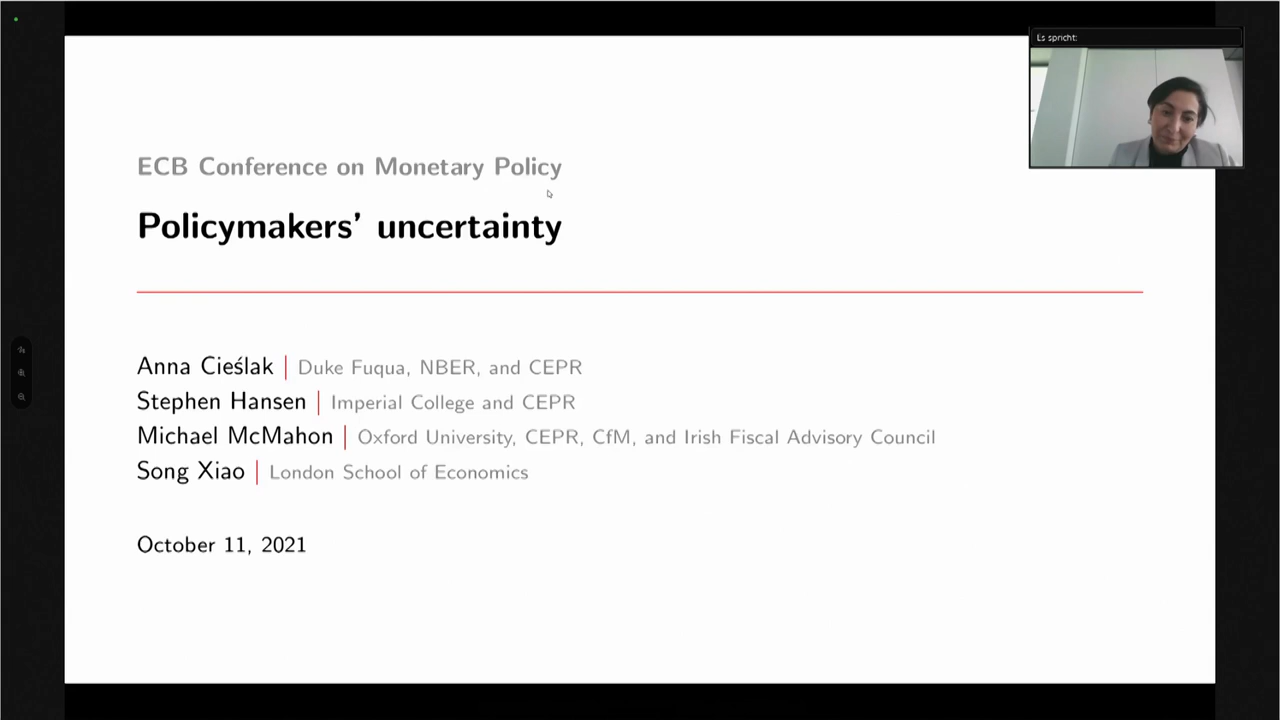 Es spricht:
ECB Conference on Monetary Policy
Policymakers' uncertainty
Anna Cieślak | Duke Fuqua, NBER, and CEPR
Stephen Hansen | Imperial College and CEPR
Michael McMahon | Oxford University, CEPR, CfM, and Irish Fiscal Advisory Council
Song Xiao | London School of Economics
October 11, 2021